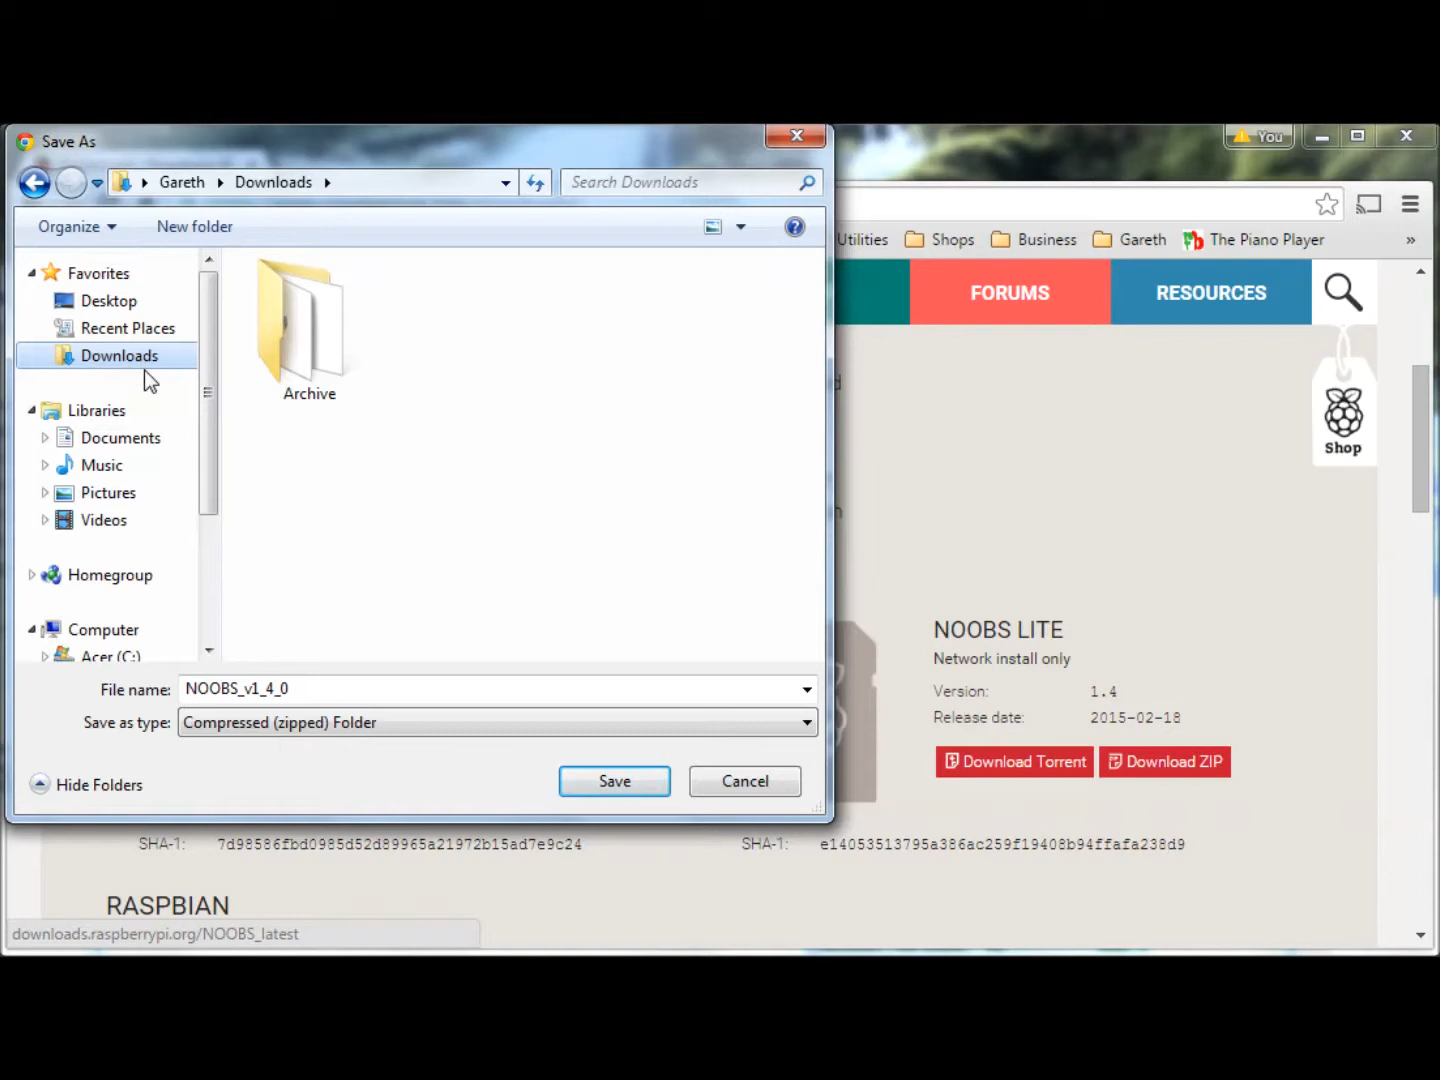 Save As
You
Gareth Downloads
Search Downloads
Organize New folder
Utilities Shops Business Gareth The Piano Player »
Favorites
Desktop
Recent Places
Downloads
Libraries
Documents
Music
Pictures
Videos
Homegroup
Computer
Acer (C:)
Archive
FORUMS RESOURCES
Shop
File name: NOOBS_v1_4_0
Save as type: Compressed (zipped) Folder
Hide Folders Save Cancel
NOOBS LITE
Network install only
Version: 1.4
Release date: 2015-02-18
Download Torrent Download ZIP
SHA-1: 7d98586fbd0985d52d89965a21972b15ad7e9c24 SHA-1: e14053513795a386ac259f19408b94ffafa238d9
RASPBIAN
downloads.raspberrypi.org/NOOBS_latest